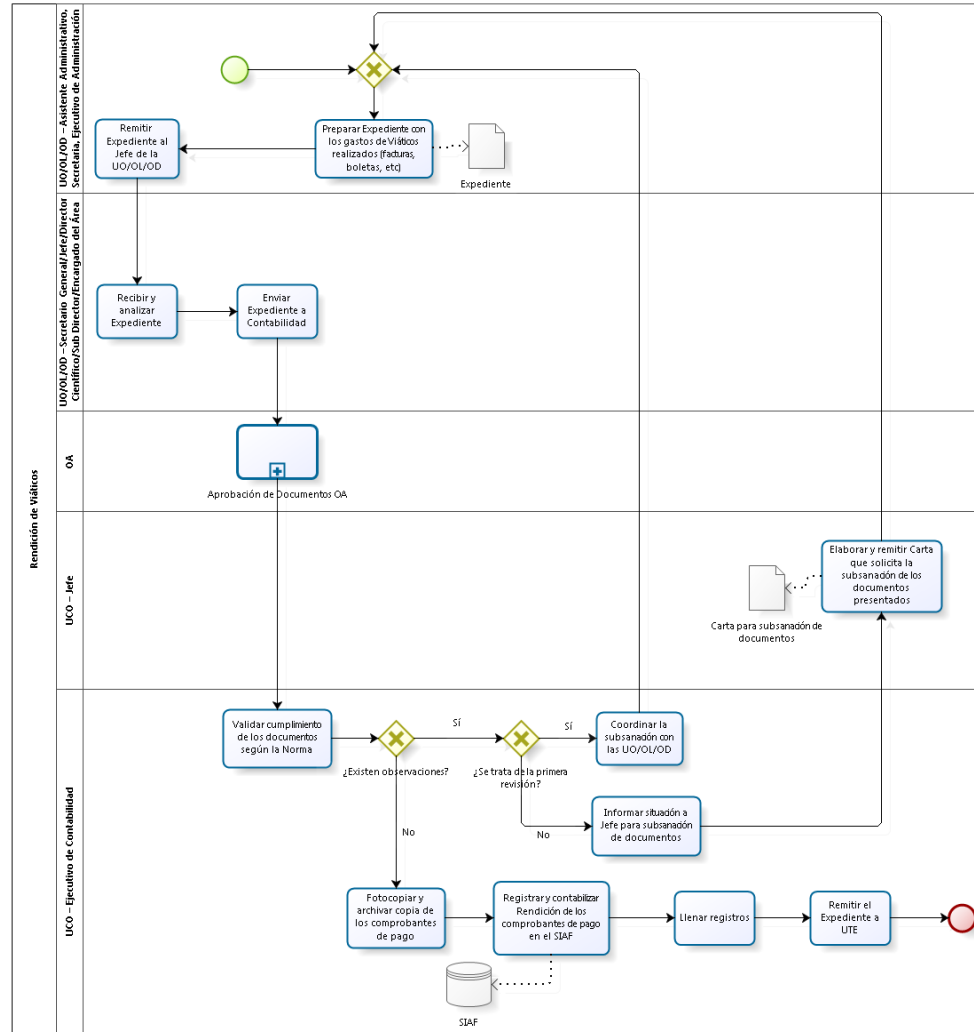 Rendición de Viáticos
UO/OL/OD – Asistente Administrativo,
Secretaria, Ejecutivo de Administración
Remitir
Expediente al
Jefe de la
UO/OL/OD
Preparar Expediente con
los gastos de Viáticos
realizados (facturas,
boletas, etc)
Expediente
UO/OL/OD – Secretario General/Jefe/Director
Científico/Sub Director/Encargado del Área
Recibir y
analizar
Expediente
Enviar
Expediente a
Contabilidad
OA
Aprobación de Documentos OA
UCO – Jefe
Elaborar y remitir Carta
que solicita la
subsanación de los
documentos
presentados
Carta para subsanación de
documentos
UCO – Ejecutivo de Contabilidad
Validar cumplimiento
de los documentos
según la Norma
¿Existen observaciones?
Sí
¿Se trata de la primera
revisión?
Sí
Coordinar la
subsanación con
las UO/OL/OD
No
Informar situación a
Jefe para subsanación
de documentos
No
Fotocopiar y
archivar copia de
los comprobantes
de pago
Registrar y contabilizar
Rendición de los
comprobantes de pago
en el SIAF
Llenar registros
Remitir el
Expediente a
UTE
SIAF